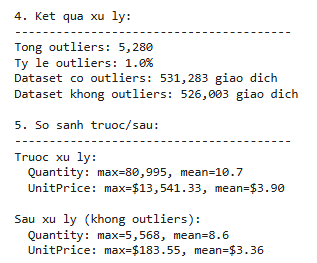 4. Ket qua xu ly:
----------------------------------------
Tong outliers: 5,280
Ty le outliers: 1.0%
Dataset co outliers: 531,283 giao dich
Dataset khong outliers: 526,003 giao dich
5. So sanh truoc/sau:
----------------------------------------
Truoc xu ly:
Quantity: max=80,995, mean=10.7
UnitPrice: max=$13,541.33, mean=$3.90
Sau xu ly (khong outliers):
Quantity: max=5,568, mean=8.6
UnitPrice: max=$183.55, mean=$3.36